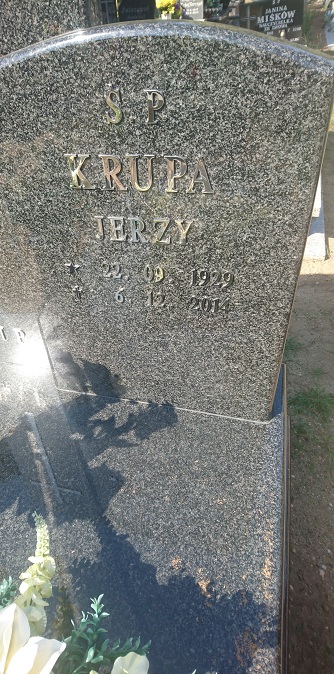 Ś. P.
KRUPA
JERZY
* 22. 09. 1929
† 6. 12. 2014
JANINA
MISKÓW